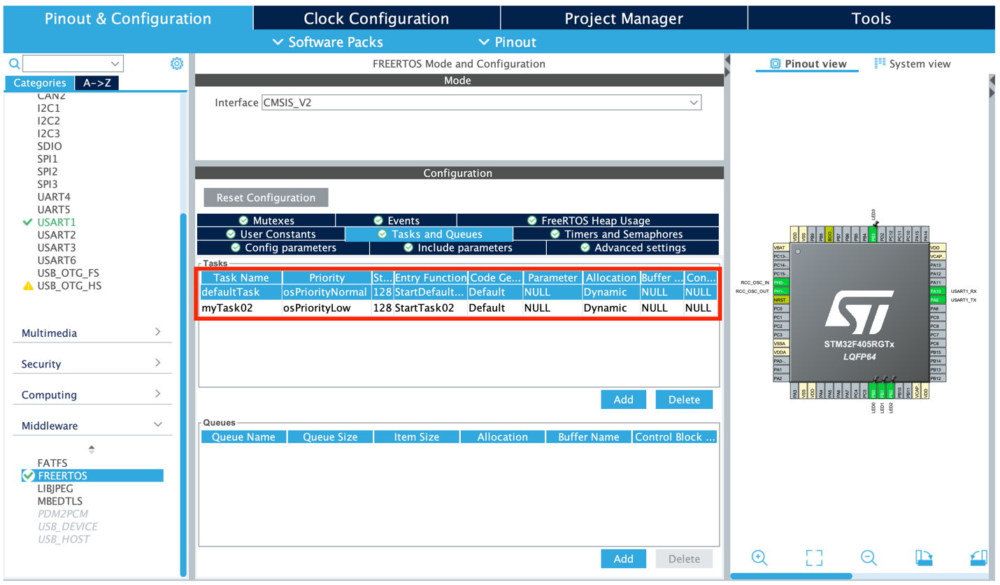 Pinout & Configuration
Clock Configuration
Project Manager
Tools
Software Packs
Pinout
Categories
A->Z
CAN2
I2C1
I2C2
I2C3
SDIO
SPI1
SPI2
SPI3
UART4
UART5
USART1
USART2
USART3
USART6
USB_OTG_FS
USB_OTG_HS
Multimedia
Security
Computing
Middleware
FATFS
FREERTOS
LIBJPEG
MBEDTLS
PDM2PCM
USB_DEVICE
USB_HOST
FREERTOS Mode and Configuration
Mode
Interface CMSIS_V2
Configuration
Reset Configuration
Mutexes Events FreeRTOS Heap Usage
User Constants Tasks and Queues Timers and Semaphores
Config parameters Include parameters Advanced settings
Tasks
Task Name Priority St... Entry Function Code Ge... Parameter Allocation Buffer ... Con...
defaultTask osPriorityNormal 128 StartDefault... Default NULL Dynamic NULL NULL
myTask02 osPriorityLow 128 StartTask02 Default NULL Dynamic NULL NULL
Add Delete
Queues
Queue Name Queue Size Item Size Allocation Buffer Name Control Block ...
Add Delete
Pinout view
System view
LED3
VDD VSS PB9 PB8 BOO.. PB7 PB6 PB5 PB4 PB3 PD2 PC12 PC11 PC10 PA15 PA14
VBAT
PC13-..
PC14-..
PC15-..
RCC_OSC_IN PH0-..
RCC_OSC_OUT PH1-..
NRST
PC0
PC1
PC2
PC3
VSSA
VDDA
PA0-..
PA1
PA2
STM32F405RGTx
LQFP64
VDD
VCAP..
PA13
PA12
PA11
PA10 USART1_RX
PA9 USART1_TX
PA8
PC9
PC8
PC7
PC6
PB15
PB14
PB13
PB12
PA3 VSS VDD PA4 PA5 PA6 PA7 PC4 PC5 PB0 PB1 PB2 PB10 PB11 VCAP.. VDD
LED0 LED1 LED2